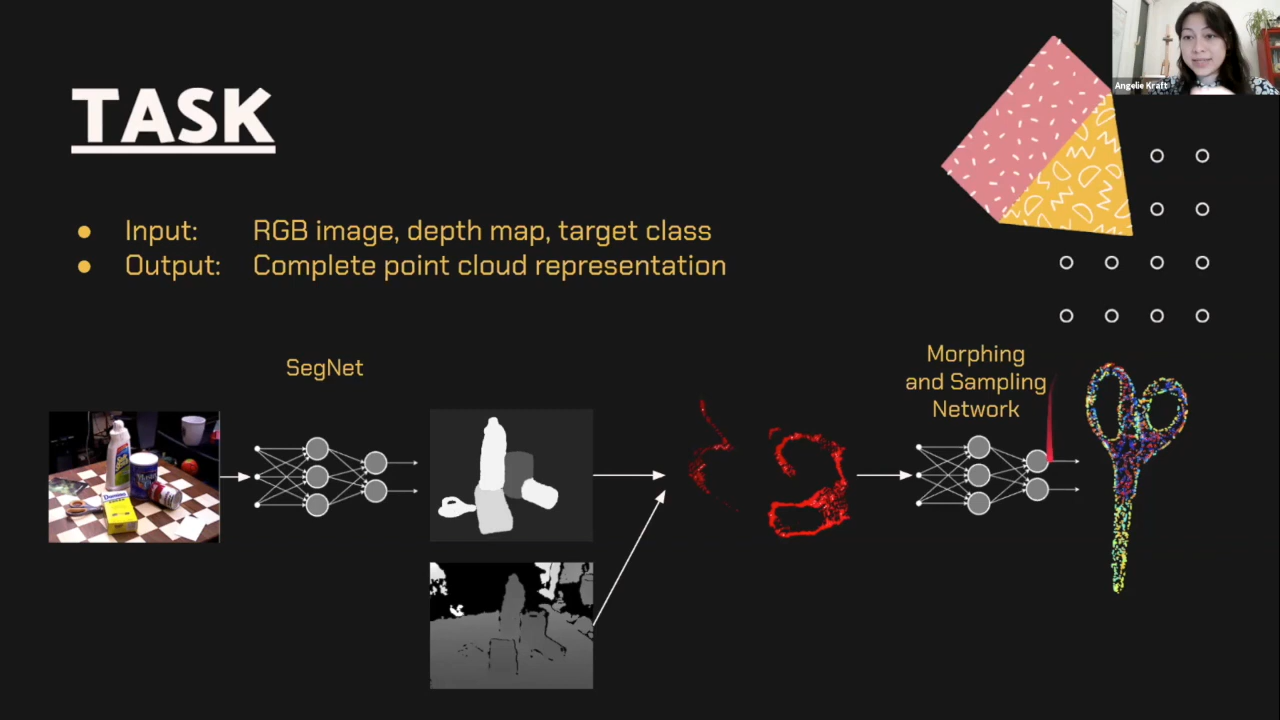 Angelie Kraft
TASK
● Input: RGB image, depth map, target class
● Output: Complete point cloud representation
SegNet
Morphing
and Sampling
Network